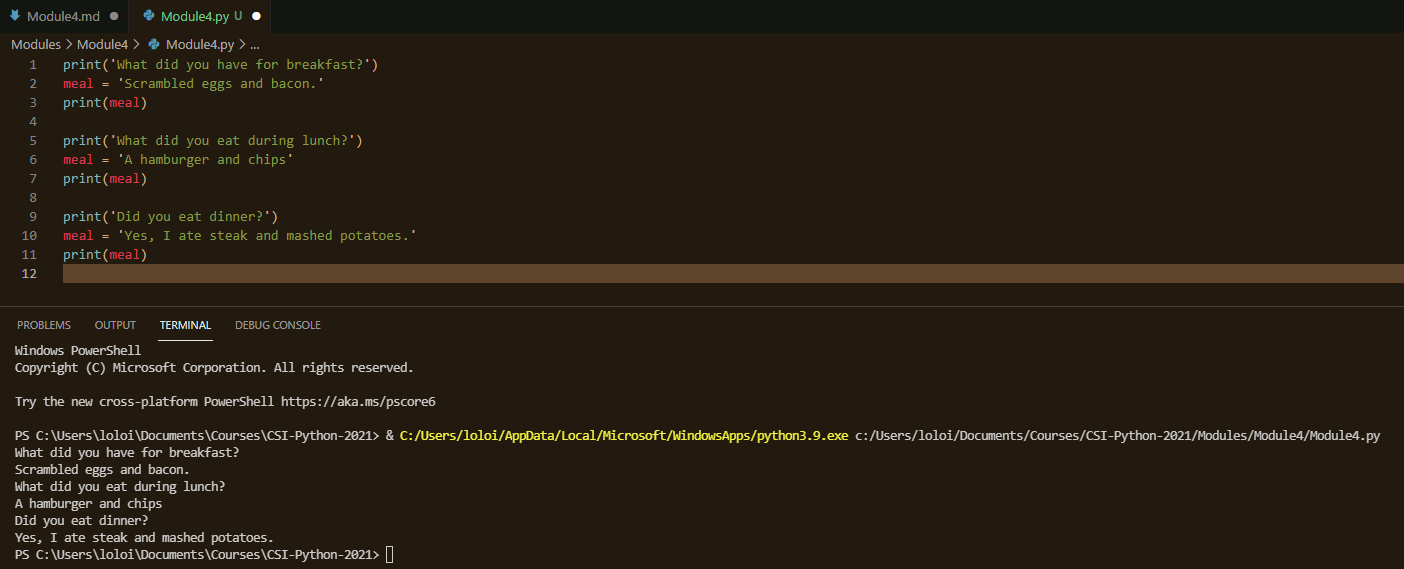 Module4.md ● Module4.py U ●
Modules > Module4 > Module4.py > ...
1 print('What did you have for breakfast?')
2 meal = 'Scrambled eggs and bacon.'
3 print(meal)
4
5 print('What did you eat during lunch?')
6 meal = 'A hamburger and chips'
7 print(meal)
8
9 print('Did you eat dinner?')
10 meal = 'Yes, I ate steak and mashed potatoes.'
11 print(meal)
12
PROBLEMS OUTPUT TERMINAL DEBUG CONSOLE
Windows PowerShell
Copyright (C) Microsoft Corporation. All rights reserved.
Try the new cross-platform PowerShell https://aka.ms/pscore6
PS C:\Users\loloi\Documents\Courses\CSI-Python-2021> & C:/Users/loloi/AppData/Local/Microsoft/WindowsApps/python3.9.exe c:/Users/loloi/Documents/Courses/CSI-Python-2021/Modules/Module4/Module4.py
What did you have for breakfast?
Scrambled eggs and bacon.
What did you eat during lunch?
A hamburger and chips
Did you eat dinner?
Yes, I ate steak and mashed potatoes.
PS C:\Users\loloi\Documents\Courses\CSI-Python-2021>